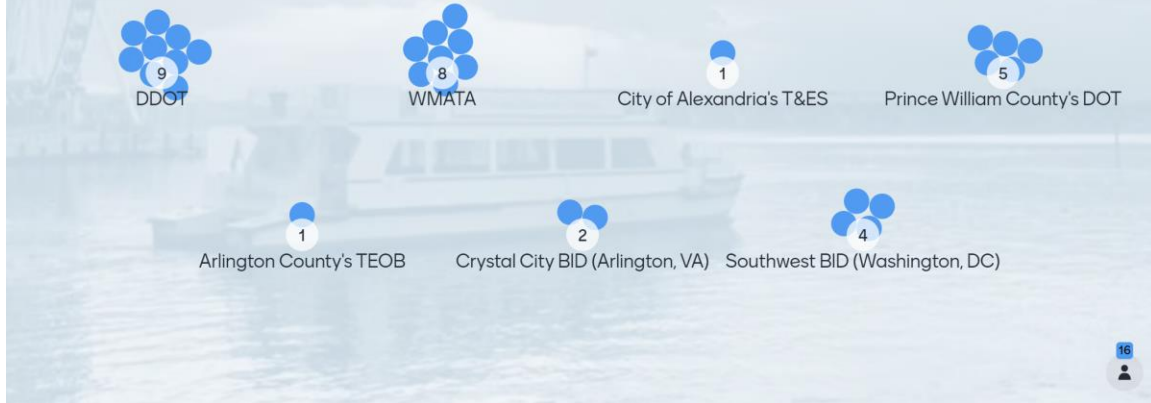 9
DDOT
8
WMATA
1
City of Alexandria's T&ES
5
Prince William County's DOT
1
Arlington County's TEOB
2
Crystal City BID (Arlington, VA)
4
Southwest BID (Washington, DC)
16